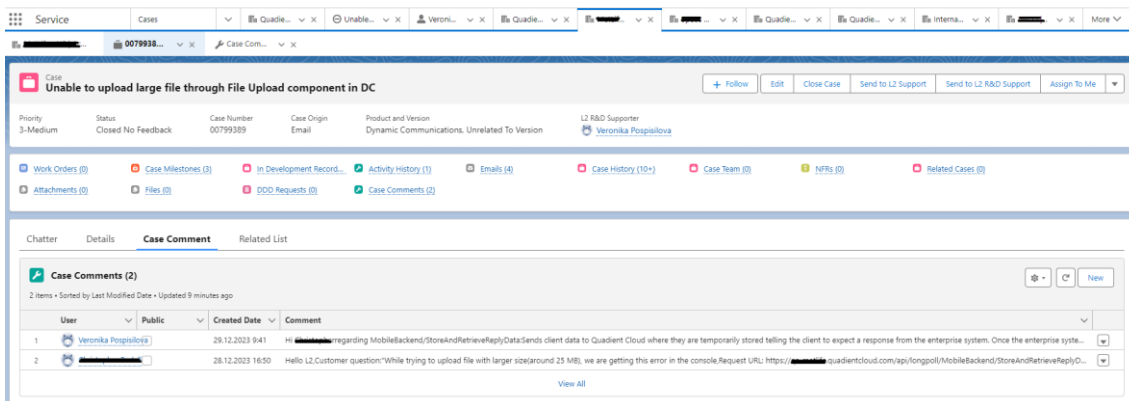 Service Cases Quadie... Unable... Veroni... Quadie... Quadie... Quadie... Interna... More
0079938... Case Com...
Case
Unable to upload large file through File Upload component in DC
+ Follow Edit Close Case Send to L2 Support Send to L2 R&D Support Assign To Me
Priority Status Case Number Case Origin Product and Version L2 R&D Supporter
3-Medium Closed No Feedback 00799389 Email Dynamic Communications. Unrelated To Version Veronika Pospisilova
Work Orders (0) Case Milestones (3) In Development Record... Activity History (1) Emails (4) Case History (10+) Case Team (0) NFRs (0) Related Cases (0)
Attachments (0) Files (0) DDD Requests (0) Case Comments (2)
Chatter Details Case Comment Related List
Case Comments (2)
New
2 items • Sorted by Last Modified Date • Updated 9 minutes ago
User Public Created Date Comment
1 Veronika Pospisilova 29.12.2023 9:41 Hi regarding MobileBackend/StoreAndRetrieveReplyData:Sends client data to Quadient Cloud where they are temporarily stored telling the client to expect a response from the enterprise system. Once the enterprise syste...
2 28.12.2023 16:50 Hello L2,Customer question:"While trying to upload file with larger size(around 25 MB), we are getting this error in the console,Request URL: https:// quadientcloud.com/api/longpoll/MobileBackend/StoreAndRetrieveReplyD...
View All